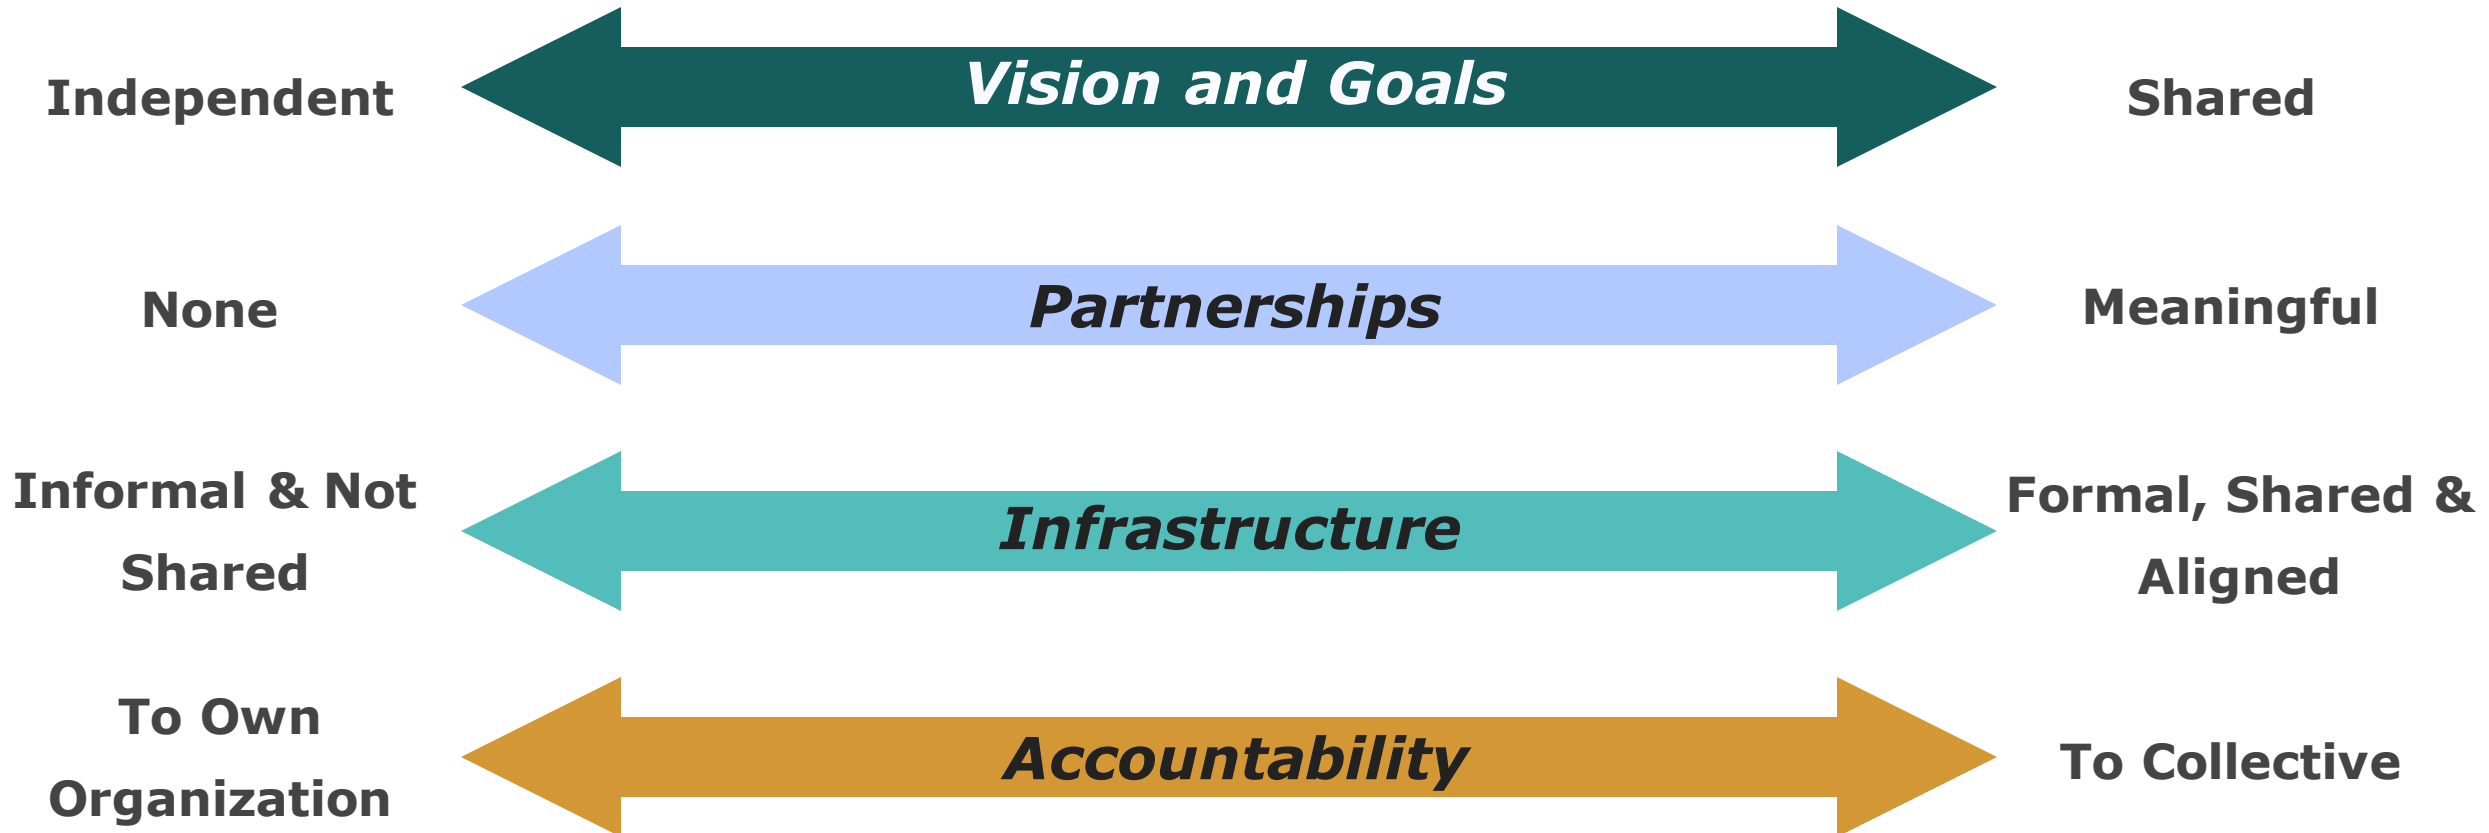 Independent
Vision and Goals
Shared
None
Partnerships
Meaningful
Informal & Not
Shared
Infrastructure
Formal, Shared &
Aligned
To Own
Organization
Accountability
To Collective